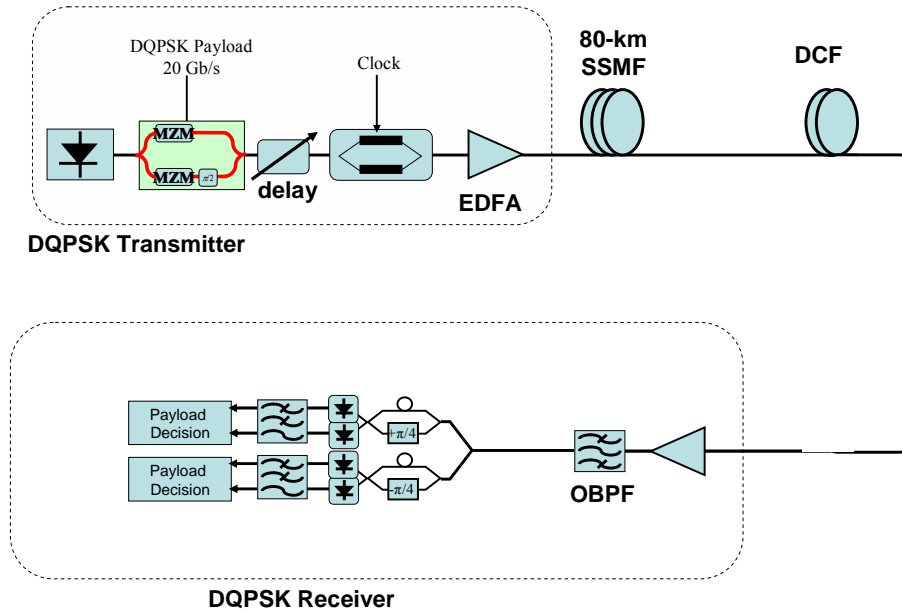 DQPSK Payload
20 Gb/s
Clock
80-km
SSMF
DCF
MZM
MZM
π/2
delay
EDFA
DQPSK Transmitter
Payload
Decision
+π/4
Payload
Decision
-π/4
OBPF
DQPSK Receiver